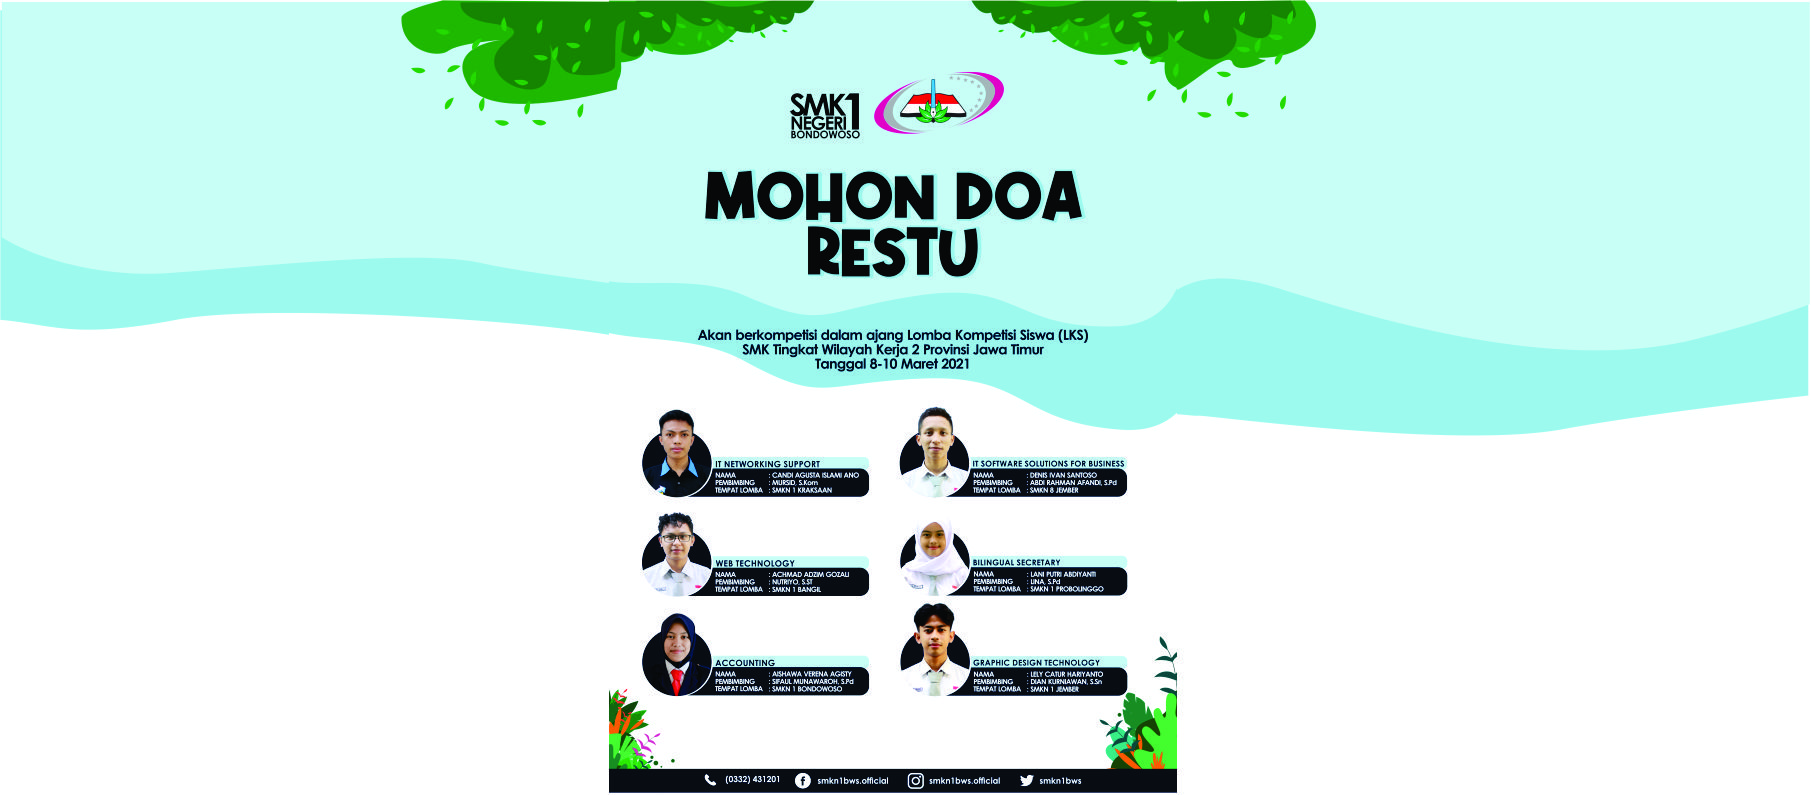 SMK1
NEGERI
BONDOWOSO
MOHON DOA
RESTU
Akan berkompetisi dalam ajang Lomba Kompetisi Siswa (LKS)
SMK Tingkat Wilayah Kerja 2 Provinsi Jawa Timur
Tanggal 8-10 Maret 2021
IT NETWORKING SUPPORT
NAMA : CANDI AGUSTA ISLAMI ANO
PEMBIMBING : MURSID, S.Kom
TEMPAT LOMBA : SMKN 1 KRAKSAAN
IT SOFTWARE SOLUTIONS FOR BUSINESS
NAMA : DENIS IVAN SANTOSO
PEMBIMBING : ABDI RAHMAN AFANDI, S.Pd
TEMPAT LOMBA : SMKN 8 JEMBER
WEB TECHNOLOGY
NAMA : ACHMAD ADZIM GOZALI
PEMBIMBING : NUTRIYO, S.ST
TEMPAT LOMBA : SMKN 1 BANGIL
BILINGUAL SECRETARY
NAMA : LANI PUTRI ABDIYANTI
PEMBIMBING : LINA, S.Pd
TEMPAT LOMBA : SMKN 1 PROBOLINGGO
ACCOUNTING
NAMA : AISHAWA VERENA AGISTY
PEMBIMBING : SIFAUL MUNAWAROH, S.Pd
TEMPAT LOMBA : SMKN 1 BONDOWOSO
GRAPHIC DESIGN TECHNOLOGY
NAMA : LELY CATUR HARIYANTO
PEMBIMBING : DIAN KURNIAWAN, S.Sn
TEMPAT LOMBA : SMKN 1 JEMBER
(0332) 431201 smkn1bws.official smkn1bws.official smkn1bws